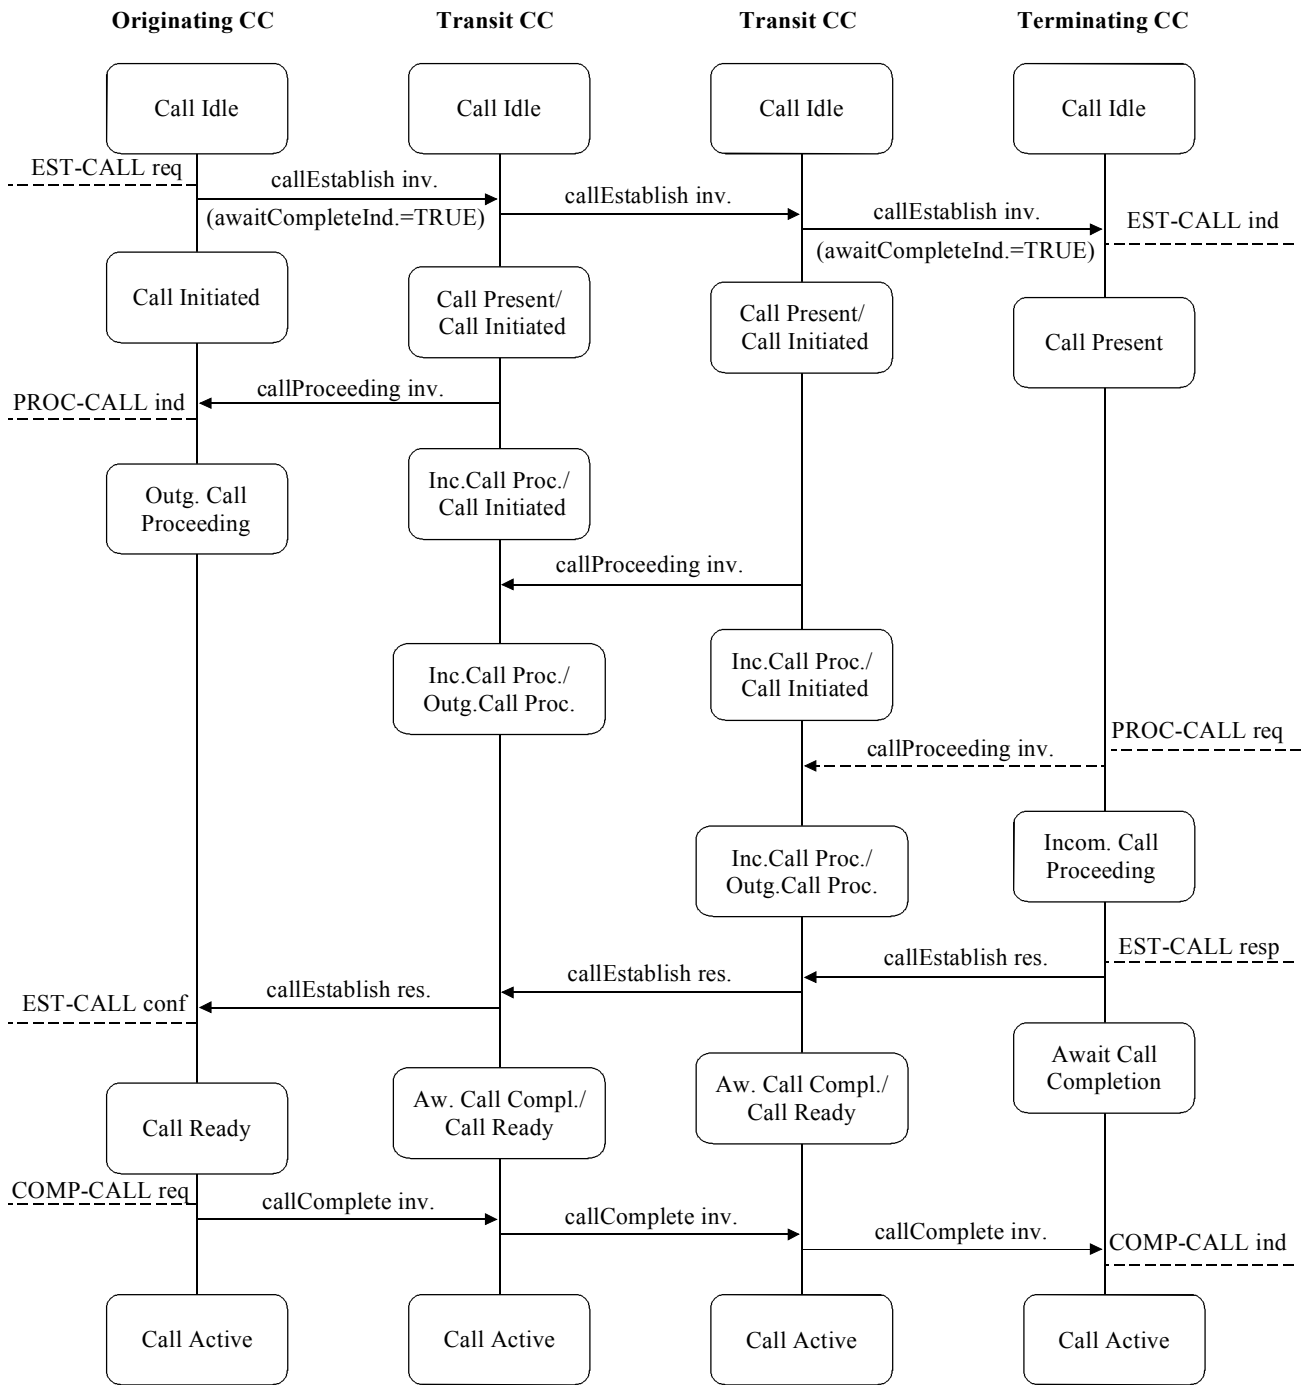 Originating CC
Transit CC
Transit CC
Terminating CC
Call Idle
Call Idle
Call Idle
Call Idle
EST-CALL req
callEstablish inv.
(awaitCompleteInd.=TRUE)
callEstablish inv.
callEstablish inv.
(awaitCompleteInd.=TRUE)
EST-CALL ind
Call Initiated
Call Present/
Call Initiated
Call Present/
Call Initiated
Call Present
callProceeding inv.
PROC-CALL ind
Outg. Call
Proceeding
Inc.Call Proc./
Call Initiated
callProceeding inv.
Inc.Call Proc./
Outg.Call Proc.
Inc.Call Proc./
Call Initiated
PROC-CALL req
callProceeding inv.
Inc.Call Proc./
Outg.Call Proc.
Incom. Call
Proceeding
EST-CALL resp
callEstablish res.
callEstablish res.
callEstablish res.
EST-CALL conf
Await Call
Completion
Aw. Call Compl./
Call Ready
Aw. Call Compl./
Call Ready
Call Ready
COMP-CALL req
callComplete inv.
callComplete inv.
callComplete inv.
COMP-CALL ind
Call Active
Call Active
Call Active
Call Active